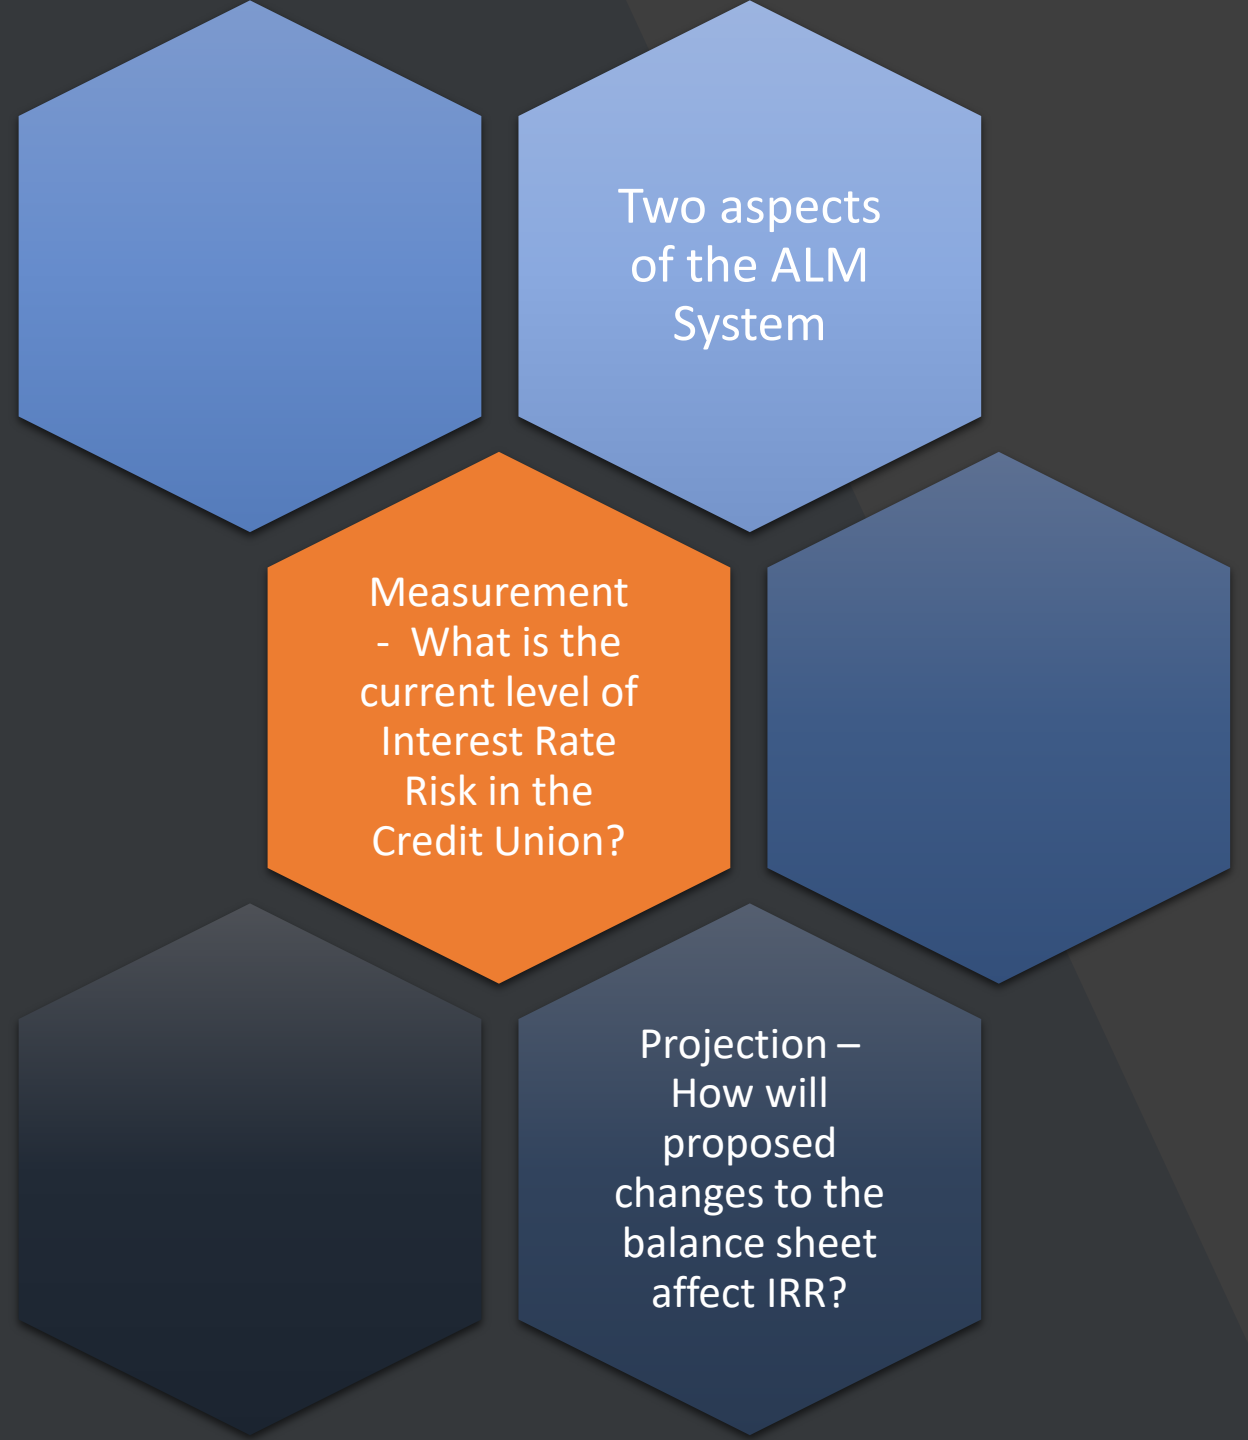 Two aspects
of the ALM
System
Measurement
- What is the
current level of
Interest Rate
Risk in the
Credit Union?
Projection –
How will
proposed
changes to the
balance sheet
affect IRR?